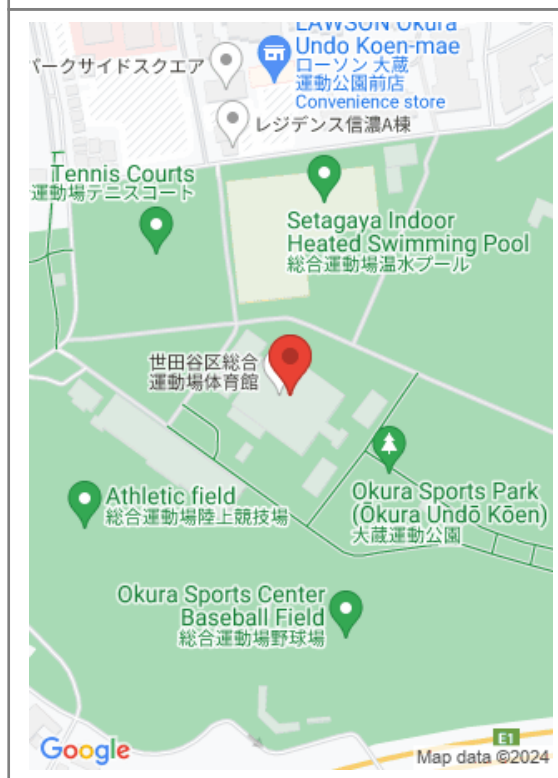 LAWSON Okura
Undo Koen-mae
ローソン 大蔵
運動公園前店
Convenience store
パークサイドスクエア
レジデンス信濃A棟
Tennis Courts
運動場テニスコート
Setagaya Indoor
Heated Swimming Pool
総合運動場温水プール
世田谷区総合
運動場体育館
Athletic field
総合運動場陸上競技場
Okura Sports Park
(Ōkura Undō Kōen)
大蔵運動公園
Okura Sports Center
Baseball Field
総合運動場野球場
E1
Google
Map data ©2024